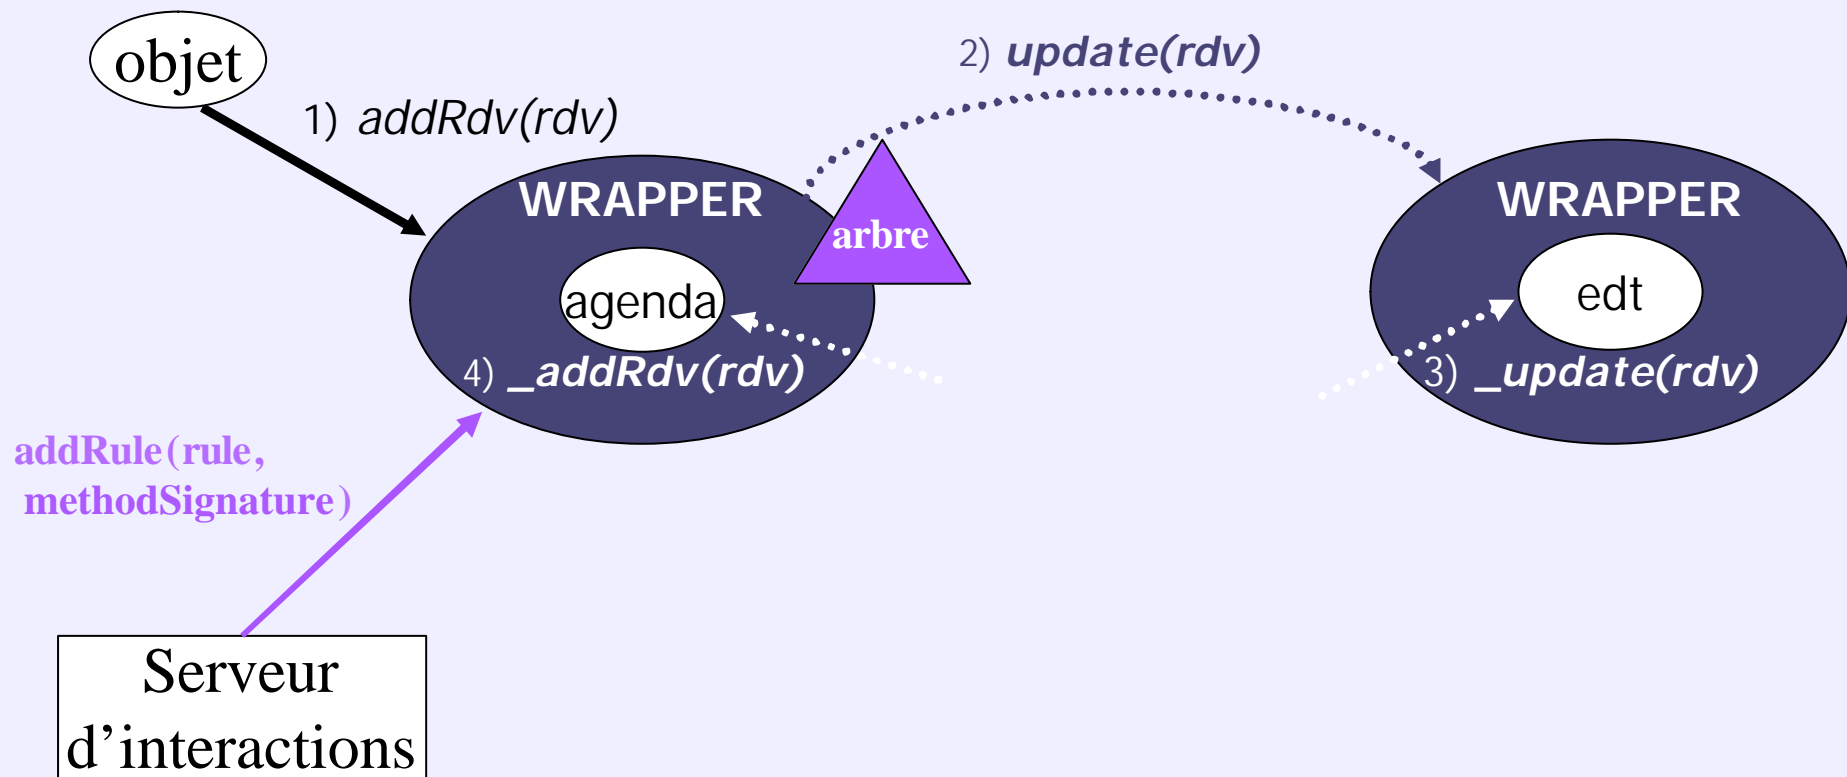 objet
1) addRdv(rdv)
2) update(rdv)
WRAPPER
arbre
agenda
4) _addRdv(rdv)
WRAPPER
edt
3) _update(rdv)
addRule(rule,
methodSignature)
Serveur
d’interactions